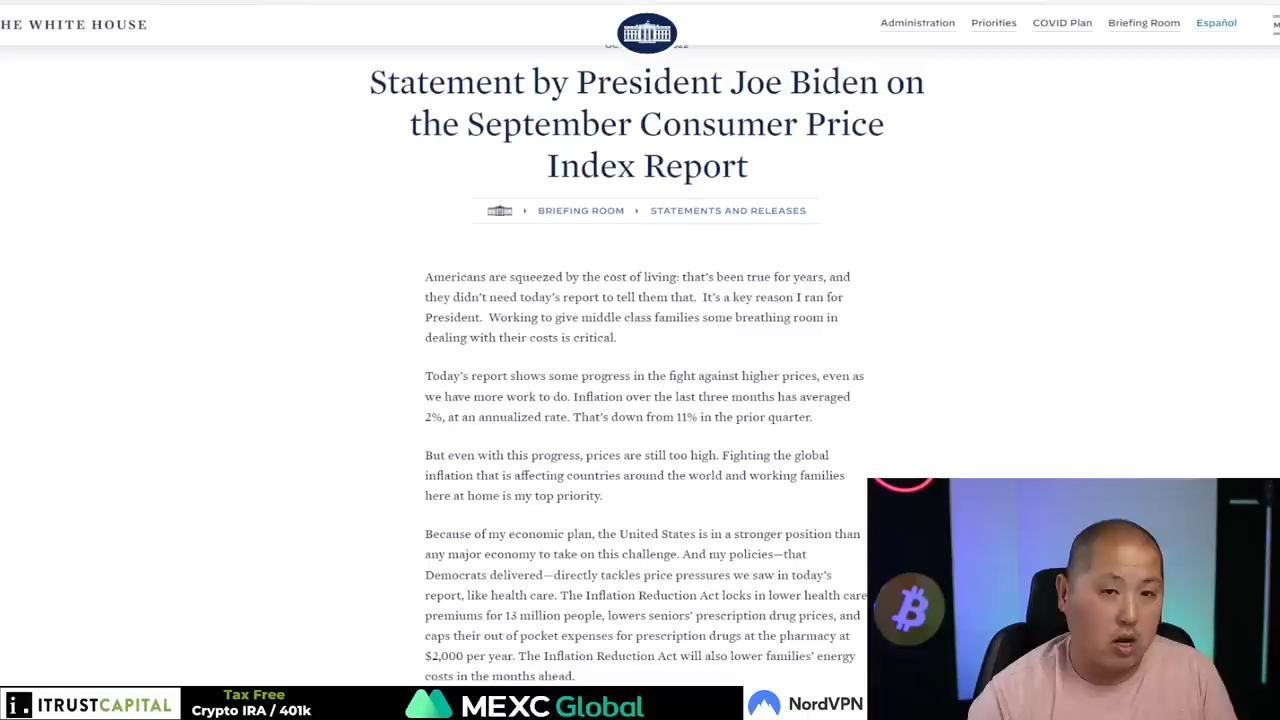 HE WHITE HOUSE
Administration Priorities COVID Plan Briefing Room Español
Statement by President Joe Biden on
the September Consumer Price
Index Report
BRIEFING ROOM STATEMENTS AND RELEASES
Americans are squeezed by the cost of living: that's been true for years, and
they didn't need today's report to tell them that. It's a key reason I ran for
President. Working to give middle class families some breathing room in
dealing with their costs is critical.
Today's report shows some progress in the fight against higher prices, even as
we have more work to do. Inflation over the last three months has averaged
2%, at an annualized rate. That's down from 11% in the prior quarter.
But even with this progress, prices are still too high. Fighting the global
inflation that is affecting countries around the world and working families
here at home is my top priority.
Because of my economic plan, the United States is in a stronger position than
any major economy to take on this challenge. And my policies—that
Democrats delivered—directly tackles price pressures we saw in today's
report, like health care. The Inflation Reduction Act locks in lower health care
premiums for 13 million people, lowers seniors' prescription drug prices, and
caps their out of pocket expenses for prescription drugs at the pharmacy at
$2,000 per year. The Inflation Reduction Act will also lower families' energy
costs in the months ahead.
i. ITRUSTCAPITAL
Tax Free
Crypto IRA / 401k
MEXC Global
NordVPN